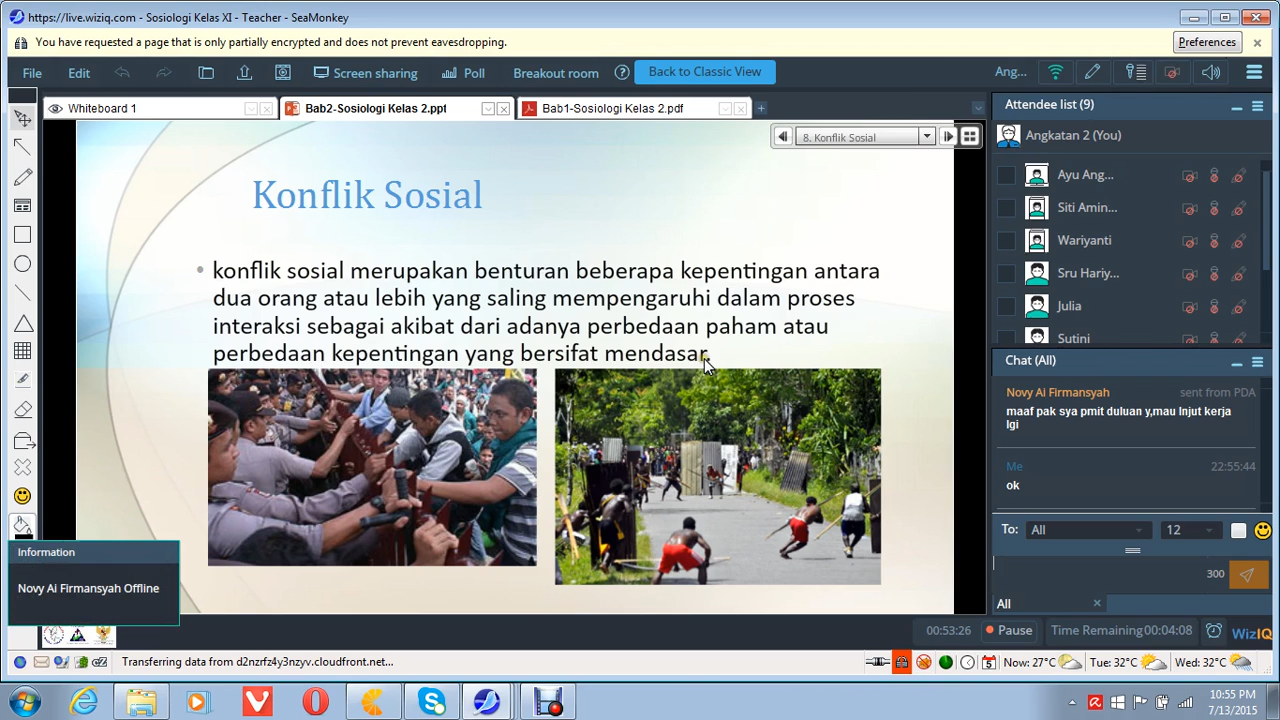 https://live.wiziq.com - Sosiologi Kelas XI - Teacher - SeaMonkey
You have requested a page that is only partially encrypted and does not prevent eavesdropping.
Preferences
File Edit Screen sharing Poll Breakout room Back to Classic View Ang...
Whiteboard 1 Bab2-Sosiologi Kelas 2.ppt Bab1-Sosiologi Kelas 2.pdf
8. Konflik Sosial
Konflik Sosial
konflik sosial merupakan benturan beberapa kepentingan antara
dua orang atau lebih yang saling mempengaruhi dalam proses
interaksi sebagai akibat dari adanya perbedaan paham atau
perbedaan kepentingan yang bersifat mendasar.
Attendee list (9)
Angkatan 2 (You)
Ayu Ang...
Siti Amin...
Wariyanti
Sru Hariy...
Julia
Sutini
Chat (All)
Novy Ai Firmansyah sent from PDA
maaf pak sya pmit duluan y,mau lnjut kerja
lgi
Me 22:55:44
ok
To: All 12
300
All
Information
Novy Ai Firmansyah Offline
00:53:26 Pause Time Remaining 00:04:08 WizIQ
Transferring data from d2nzrfz4y3nzyv.cloudfront.net...
Now: 27°C Tue: 32°C Wed: 32°C
10:55 PM
7/13/2015